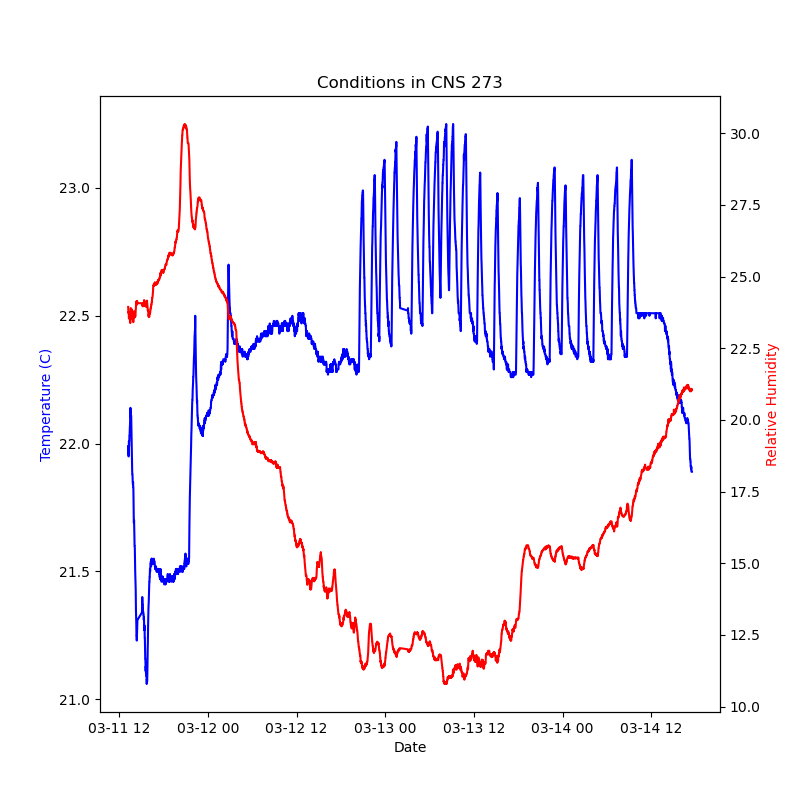 Conditions in CNS 273
23.0
22.5
22.0
21.5
21.0
Temperature (C)
30.0
27.5
25.0
22.5
20.0
17.5
15.0
12.5
10.0
Relative Humidity
03-11 12 03-12 00 03-12 12 03-13 00 03-13 12 03-14 00 03-14 12
Date